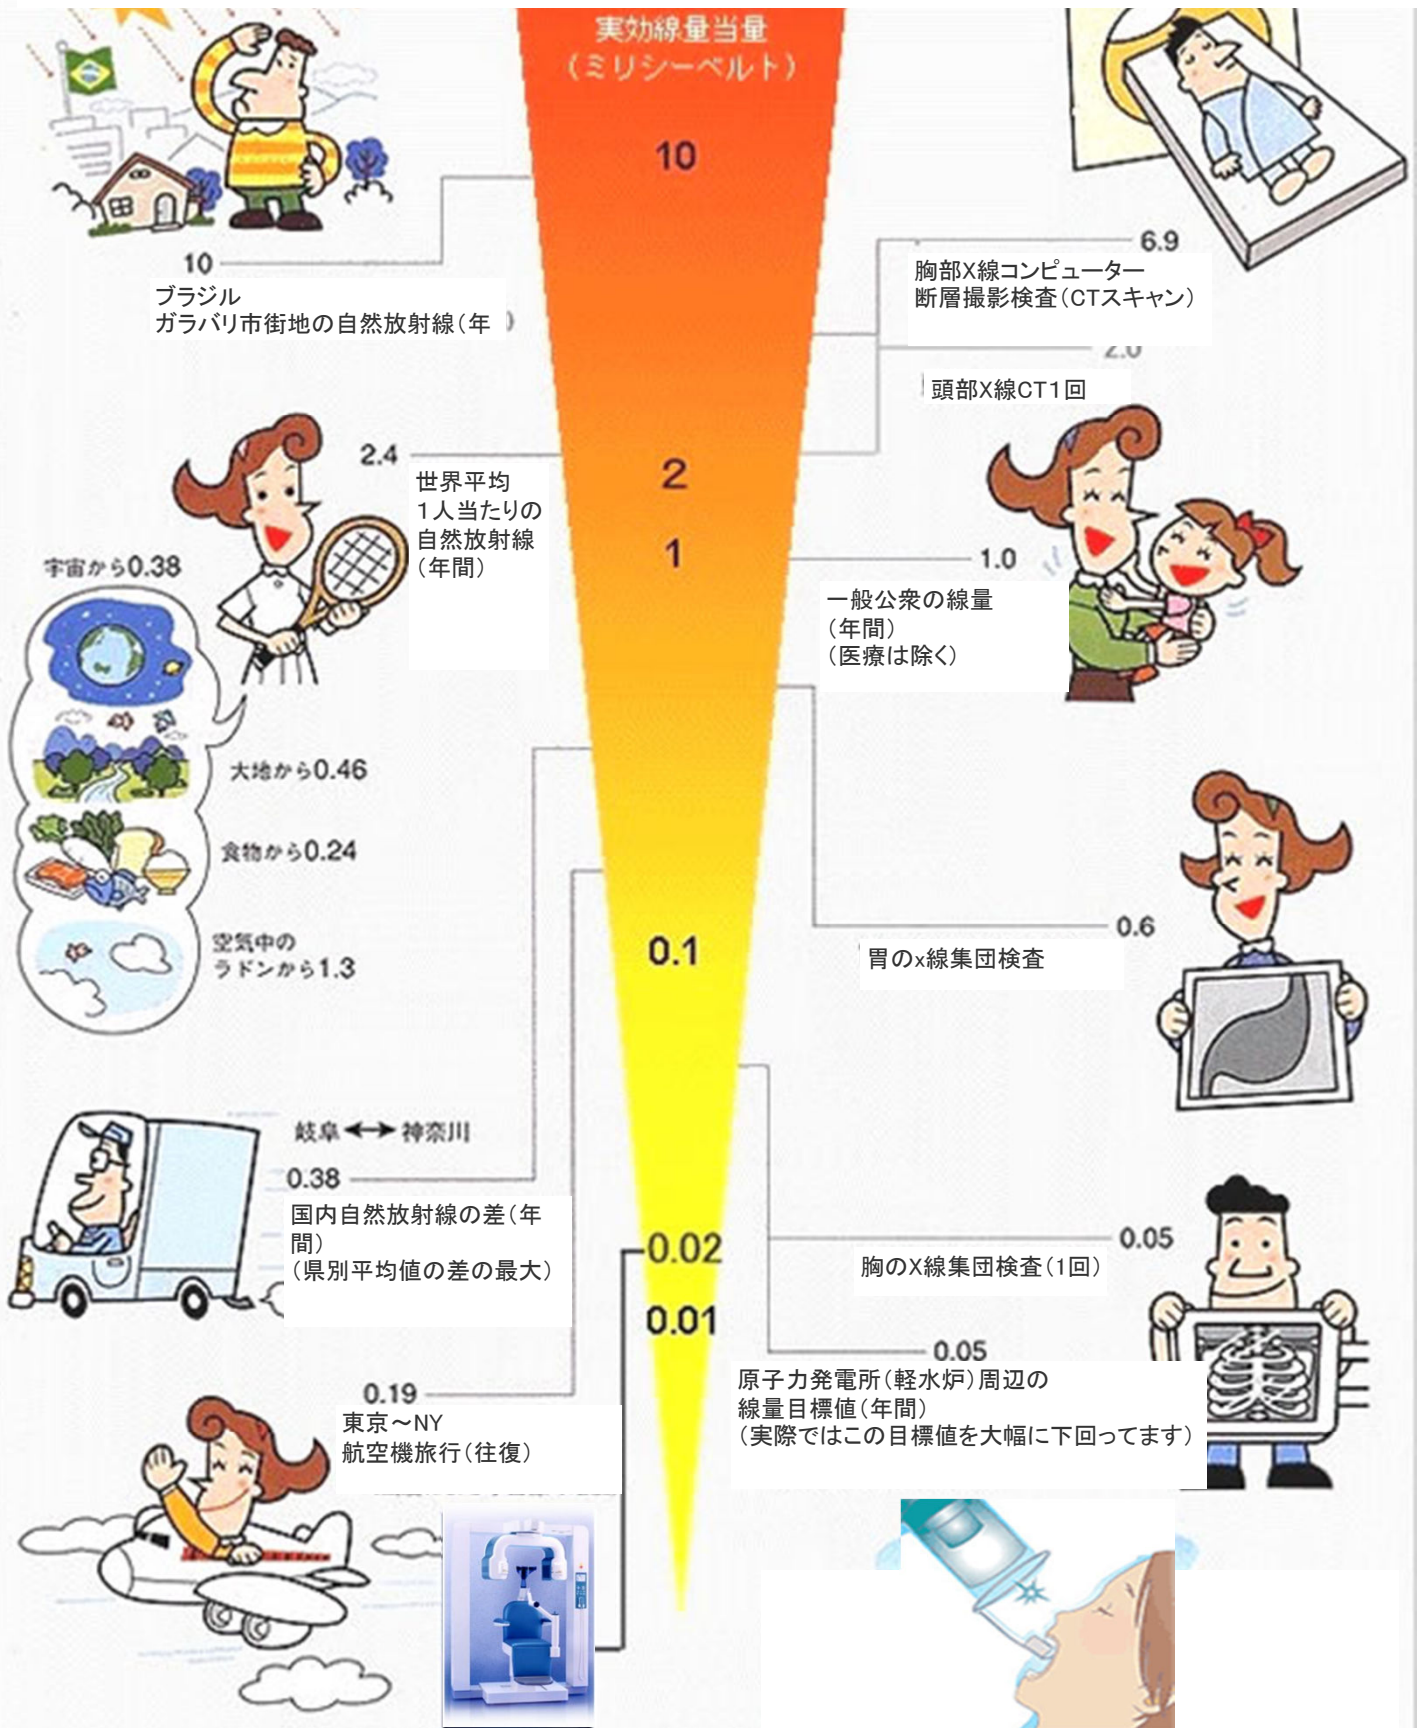 実効線量当量
（ミリシーベルト）
10
10
ブラジル
ガラパリ市街地の自然放射線（年
）
6.9
胸部X線コンピューター
断層撮影検査（CTスキャン）
2.0
頭部X線CT１回
2.4
世界平均
１人当たりの
自然放射線
（年間）
2
1
1.0
一般公衆の線量
（年間）
（医療は除く）
宇宙から0.38
大地から0.46
食物から0.24
空気中の
ラドンから1.3
0.1
0.6
胃のx線集団検査
岐阜⟷神奈川
0.38
国内自然放射線の差（年
間）
（県別平均値の差の最大）
0.02
0.01
0.05
胸のX線集団検査（1回）
0.05
原子力発電所（軽水炉）周辺の
線量目標値（年間）
（実際ではこの目標値を大幅に下回ってます）
0.19
東京～NY
航空機旅行（往復）